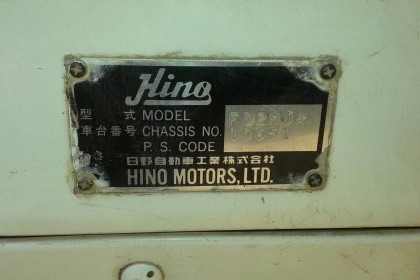 Hino
型 式 MODEL
車台番号 CHASSIS NO. 10351
P. S. CODE
日野自動車工業株式会社
HINO MOTORS, LTD.